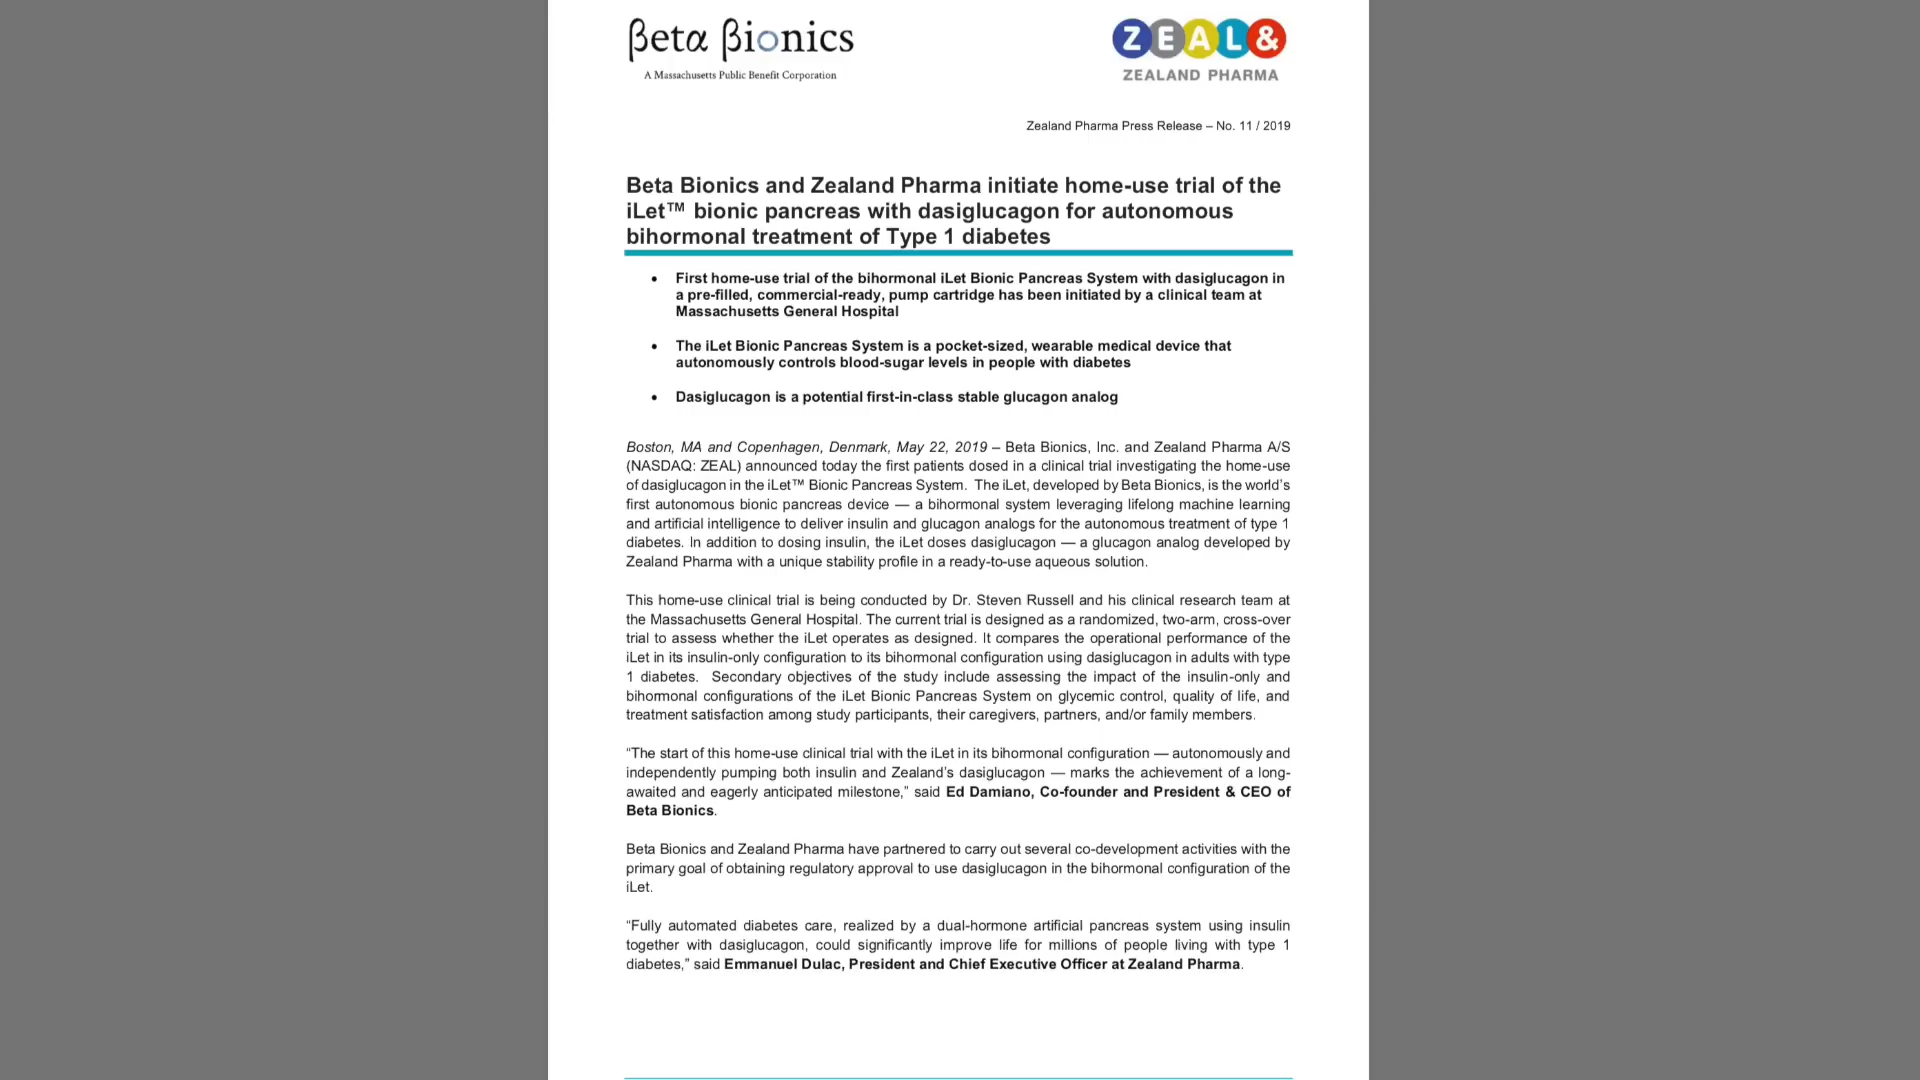 βetα βionics
A Massachusetts Public Benefit Corporation
ZEAL&
ZEALAND PHARMA
Zealand Pharma Press Release – No. 11 / 2019
Beta Bionics and Zealand Pharma initiate home-use trial of the
iLet™ bionic pancreas with dasiglucagon for autonomous
bihormonal treatment of Type 1 diabetes
• First home-use trial of the bihormonal iLet Bionic Pancreas System with dasiglucagon in
a pre-filled, commercial-ready, pump cartridge has been initiated by a clinical team at
Massachusetts General Hospital
• The iLet Bionic Pancreas System is a pocket-sized, wearable medical device that
autonomously controls blood-sugar levels in people with diabetes
• Dasiglucagon is a potential first-in-class stable glucagon analog
Boston, MA and Copenhagen, Denmark, May 22, 2019 – Beta Bionics, Inc. and Zealand Pharma A/S
(NASDAQ: ZEAL) announced today the first patients dosed in a clinical trial investigating the home-use
of dasiglucagon in the iLet™ Bionic Pancreas System. The iLet, developed by Beta Bionics, is the world’s
first autonomous bionic pancreas device — a bihormonal system leveraging lifelong machine learning
and artificial intelligence to deliver insulin and glucagon analogs for the autonomous treatment of type 1
diabetes. In addition to dosing insulin, the iLet doses dasiglucagon — a glucagon analog developed by
Zealand Pharma with a unique stability profile in a ready-to-use aqueous solution.
This home-use clinical trial is being conducted by Dr. Steven Russell and his clinical research team at
the Massachusetts General Hospital. The current trial is designed as a randomized, two-arm, cross-over
trial to assess whether the iLet operates as designed. It compares the operational performance of the
iLet in its insulin-only configuration to its bihormonal configuration using dasiglucagon in adults with type
1 diabetes. Secondary objectives of the study include assessing the impact of the insulin-only and
bihormonal configurations of the iLet Bionic Pancreas System on glycemic control, quality of life, and
treatment satisfaction among study participants, their caregivers, partners, and/or family members.
“The start of this home-use clinical trial with the iLet in its bihormonal configuration — autonomously and
independently pumping both insulin and Zealand’s dasiglucagon — marks the achievement of a long-
awaited and eagerly anticipated milestone,” said Ed Damiano, Co-founder and President & CEO of
Beta Bionics.
Beta Bionics and Zealand Pharma have partnered to carry out several co-development activities with the
primary goal of obtaining regulatory approval to use dasiglucagon in the bihormonal configuration of the
iLet.
“Fully automated diabetes care, realized by a dual-hormone artificial pancreas system using insulin
together with dasiglucagon, could significantly improve life for millions of people living with type 1
diabetes,” said Emmanuel Dulac, President and Chief Executive Officer at Zealand Pharma.